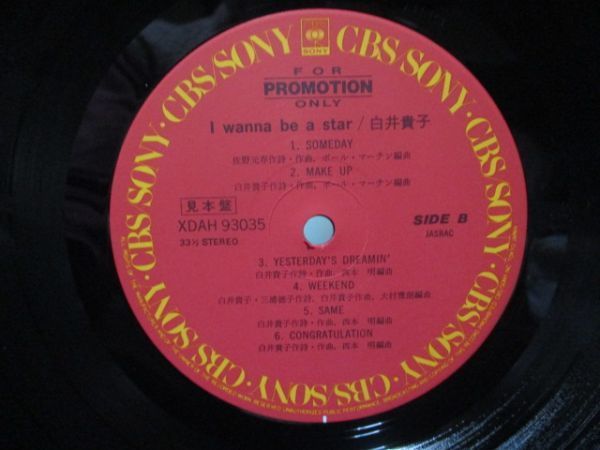 CBS/SONY · CBS/SONY · CBS/SONY · CBS/SONY · CBS/SONY
SONY
FOR
PROMOTION
ONLY
I wanna be a star / 白井貴子
1. SOMEDAY
佐野元春作詩・作曲, ポール・マーチン編曲
2. MAKE UP
白井貴子作詩・作曲, ポール・マーチン編曲
見本盤
XDAH 93035
33⅓ STEREO
SIDE B
JASRAC
3. YESTERDAY'S DREAMIN'
白井貴子作詩・作曲, 西本 明編曲
4. WEEKEND
白井貴子・三浦徳子作詩, 白井貴子作曲, 大村雅朗編曲
5. SAME
白井貴子作詩・作曲, 西本 明編曲
6. CONGRATULATION
白井貴子作詩・作曲, 西本 明編曲